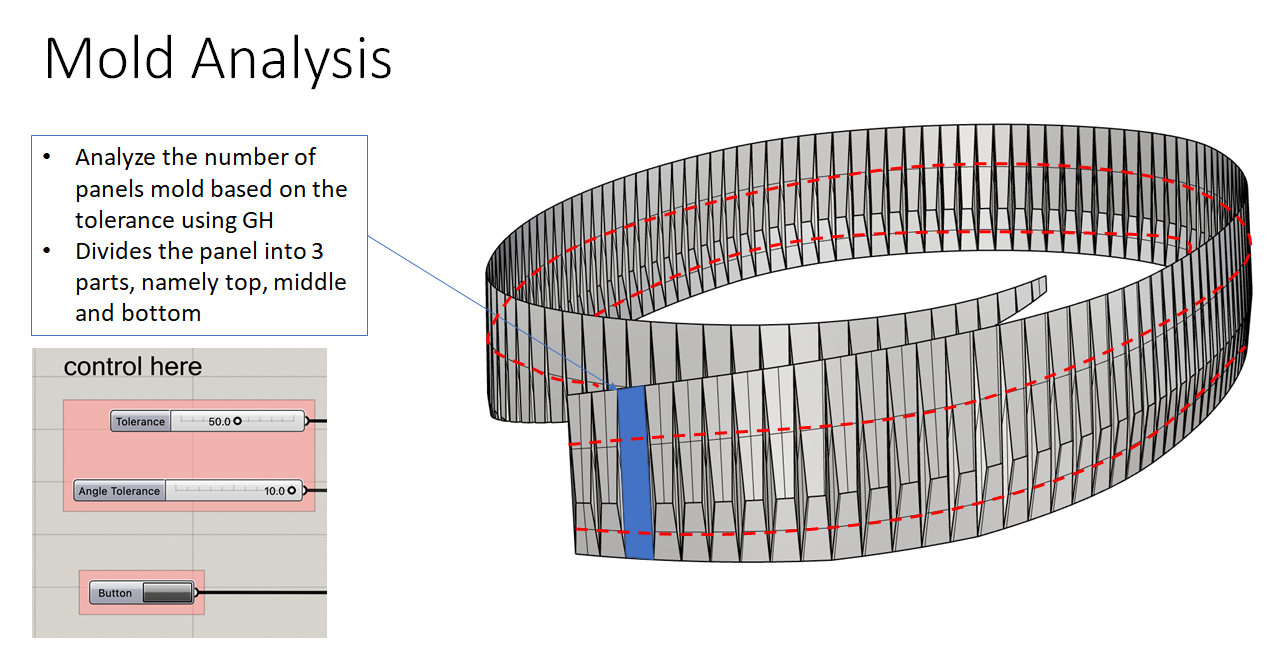 Mold Analysis
• Analyze the number of
panels mold based on the
tolerance using GH
• Divides the panel into 3
parts, namely top, middle
and bottom
control here
Tolerance 50.0
Angle Tolerance 10.0
Button